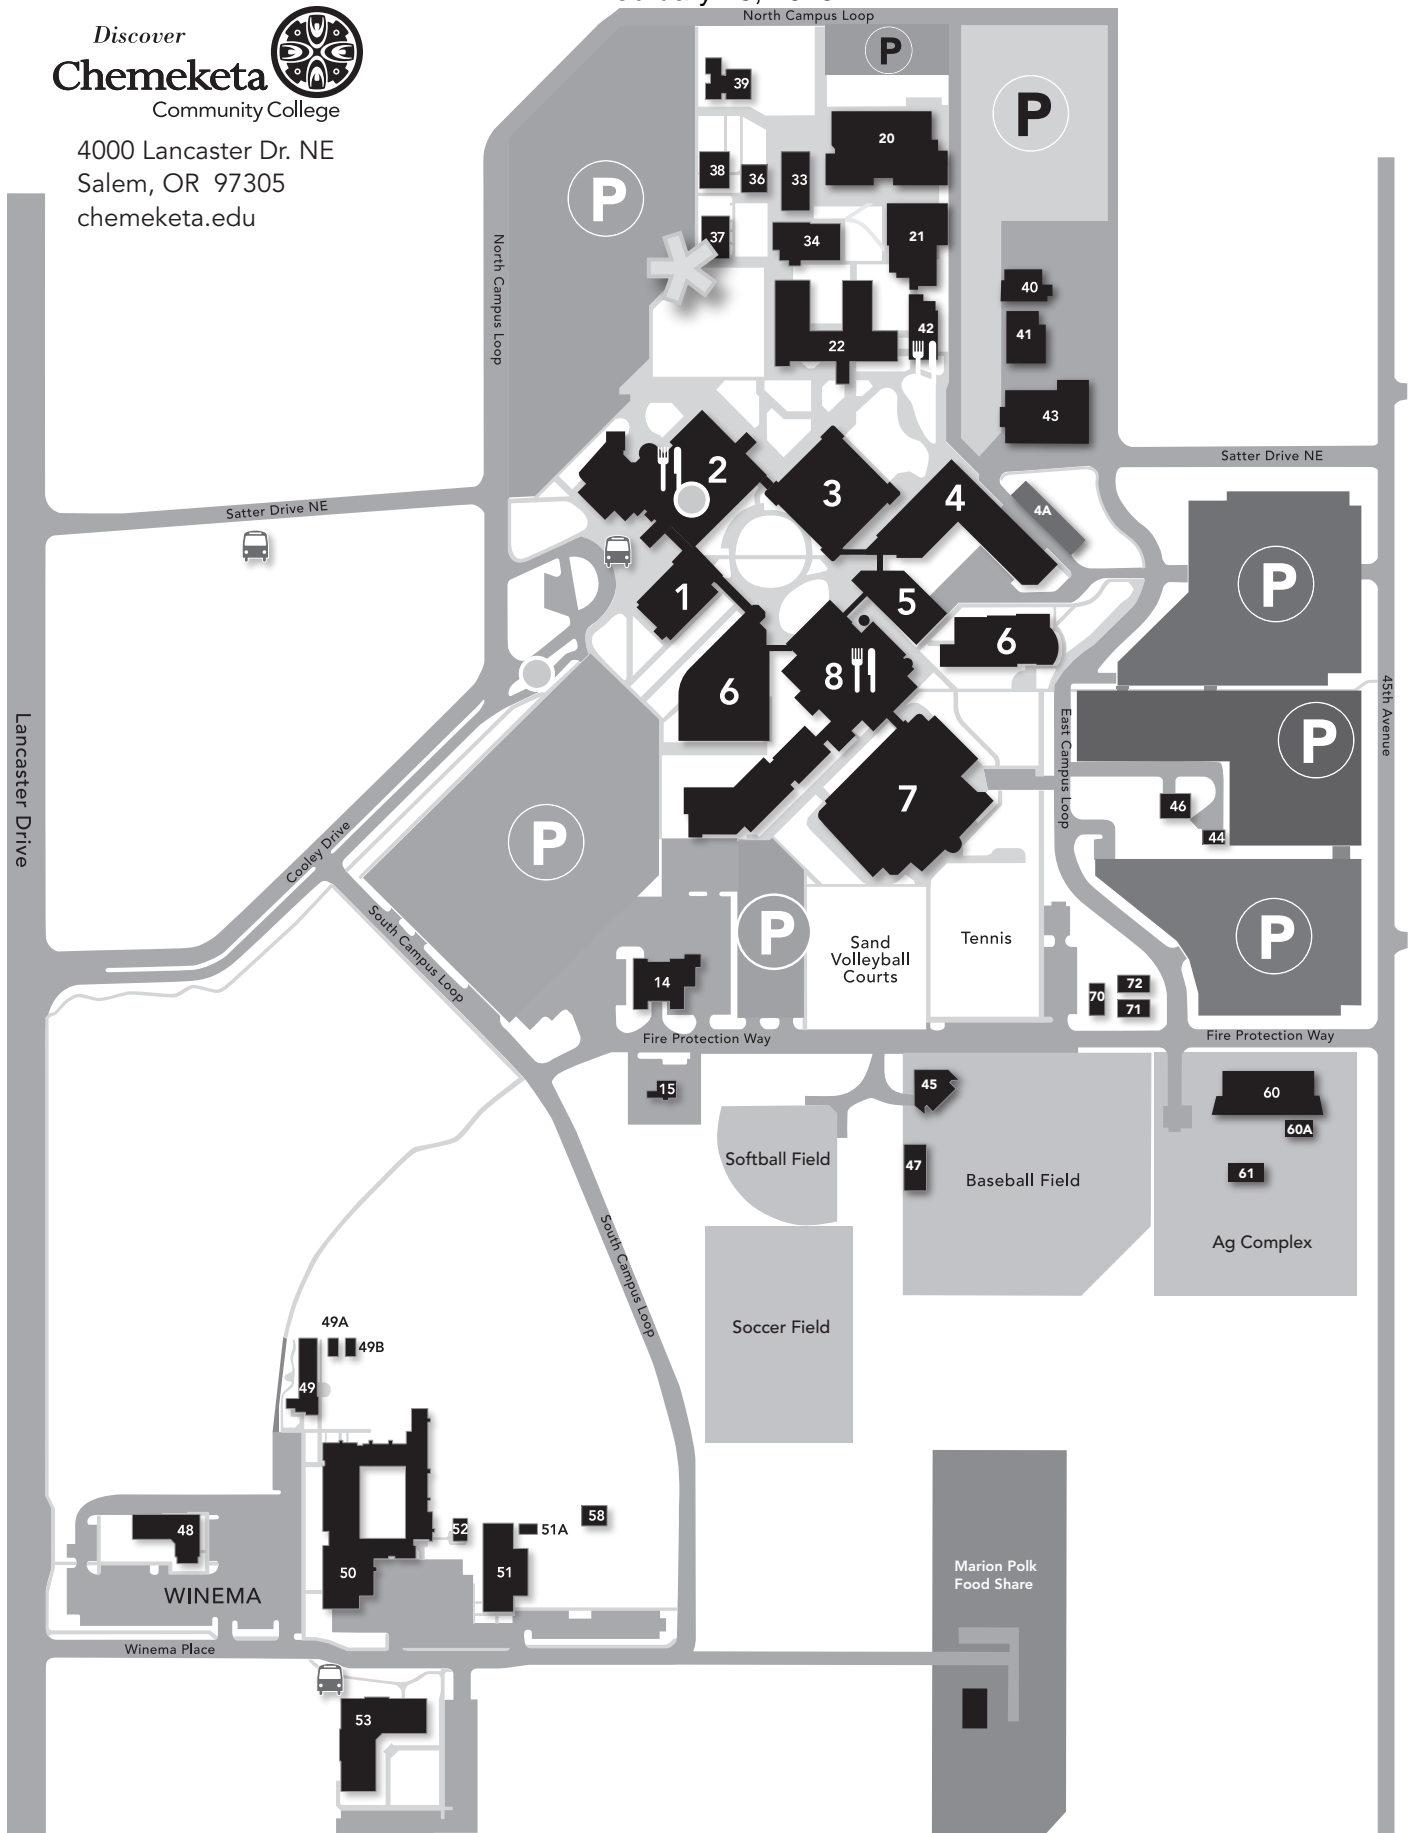 North Campus Loop
Discover
Chemeketa
Community College
4000 Lancaster Dr. NE
Salem, OR 97305
chemeketa.edu
P
P
P
39
20
38
36
33
37
34
21
North Campus Loop
40
42
41
22
43
2
3
4
4A
Satter Drive NE
Satter Drive NE
P
1
5
6
6
8
Lancaster Drive
45th Avenue
East Campus Loop
P
7
46
44
P
Cooley Drive
South Campus Loop
P
P
Sand
Volleyball
Courts
Tennis
14
70
72
71
Fire Protection Way
Fire Protection Way
15
45
60
60A
47
61
Softball Field
Baseball Field
Ag Complex
South Campus Loop
Soccer Field
49A
49B
49
48
52
51A
58
50
51
WINEMA
Marion Polk
Food Share
Winema Place
53